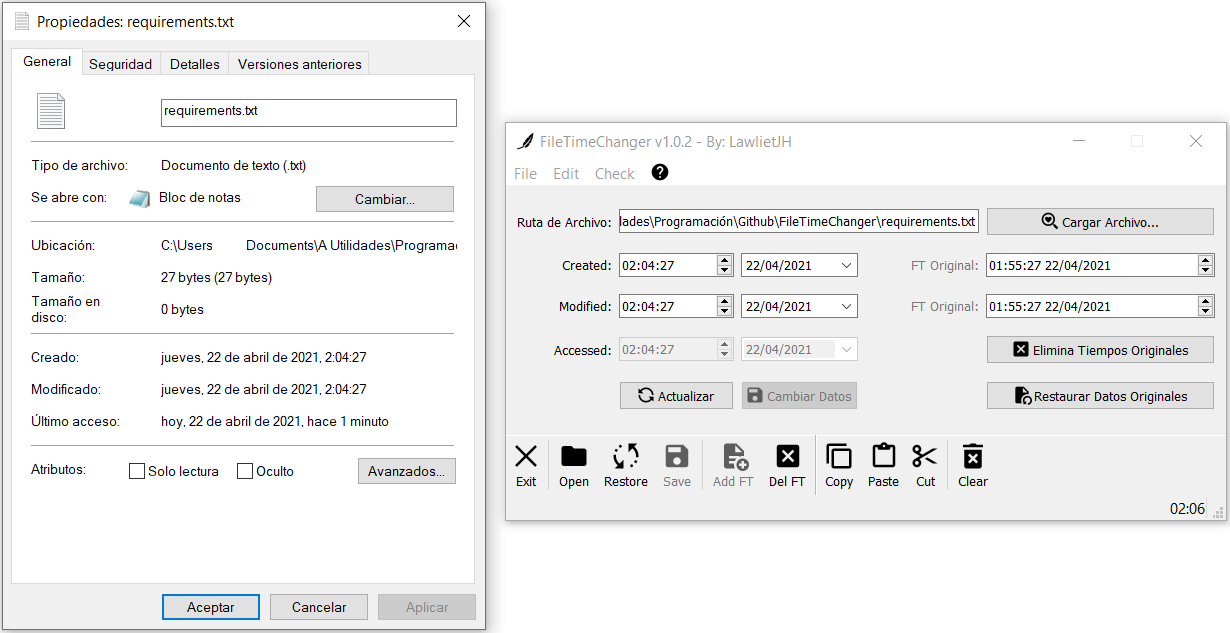 Propiedades: requirements.txt
General
Seguridad
Detalles
Versiones anteriores
requirements.txt
Tipo de archivo: Documento de texto (.txt)
Se abre con: Bloc de notas
Cambiar...
Ubicación: C:\Users Documents\A Utilidades\Programac
Tamaño: 27 bytes (27 bytes)
Tamaño en
disco: 0 bytes
Creado: jueves, 22 de abril de 2021, 2:04:27
Modificado: jueves, 22 de abril de 2021, 2:04:27
Último acceso: hoy, 22 de abril de 2021, hace 1 minuto
Atributos: Solo lectura Oculto
Avanzados...
Aceptar
Cancelar
Aplicar
FileTimeChanger v1.0.2 - By: LawlietJH
File Edit Check ?
Ruta de Archivo: lades\Programación\Github\FileTimeChanger\requirements.txt Cargar Archivo...
Created: 02:04:27 22/04/2021 FT Original: 01:55:27 22/04/2021
Modified: 02:04:27 22/04/2021 FT Original: 01:55:27 22/04/2021
Accessed: 02:04:27 22/04/2021 Elimina Tiempos Originales
Actualizar Cambiar Datos Restaurar Datos Originales
Exit Open Restore Save Add FT Del FT Copy Paste Cut Clear
02:06